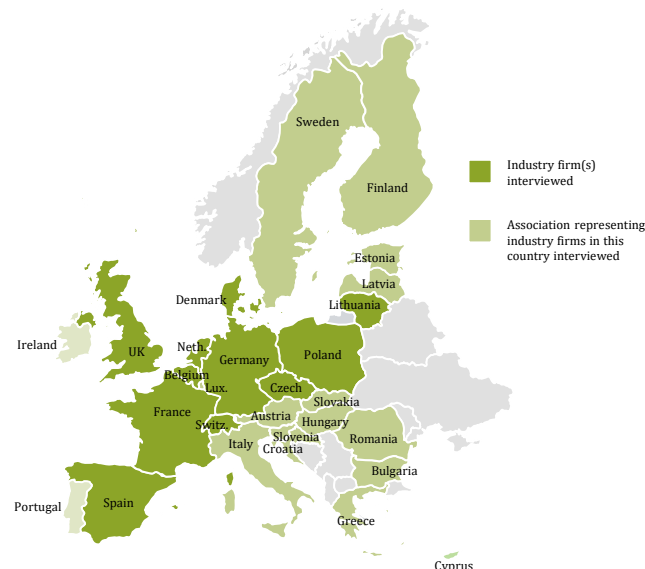 Sweden
Finland
Industry firm(s)
interviewed
Association representing
industry firms in this
country interviewed
Estonia
Latvia
Lithuania
Denmark
Ireland
UK
Neth.
Germany
Poland
Belgium
Lux.
Czech
Slovakia
France
Switz.
Austria
Hungary
Slovenia
Croatia
Italy
Romania
Bulgaria
Portugal
Spain
Greece
Cyprus